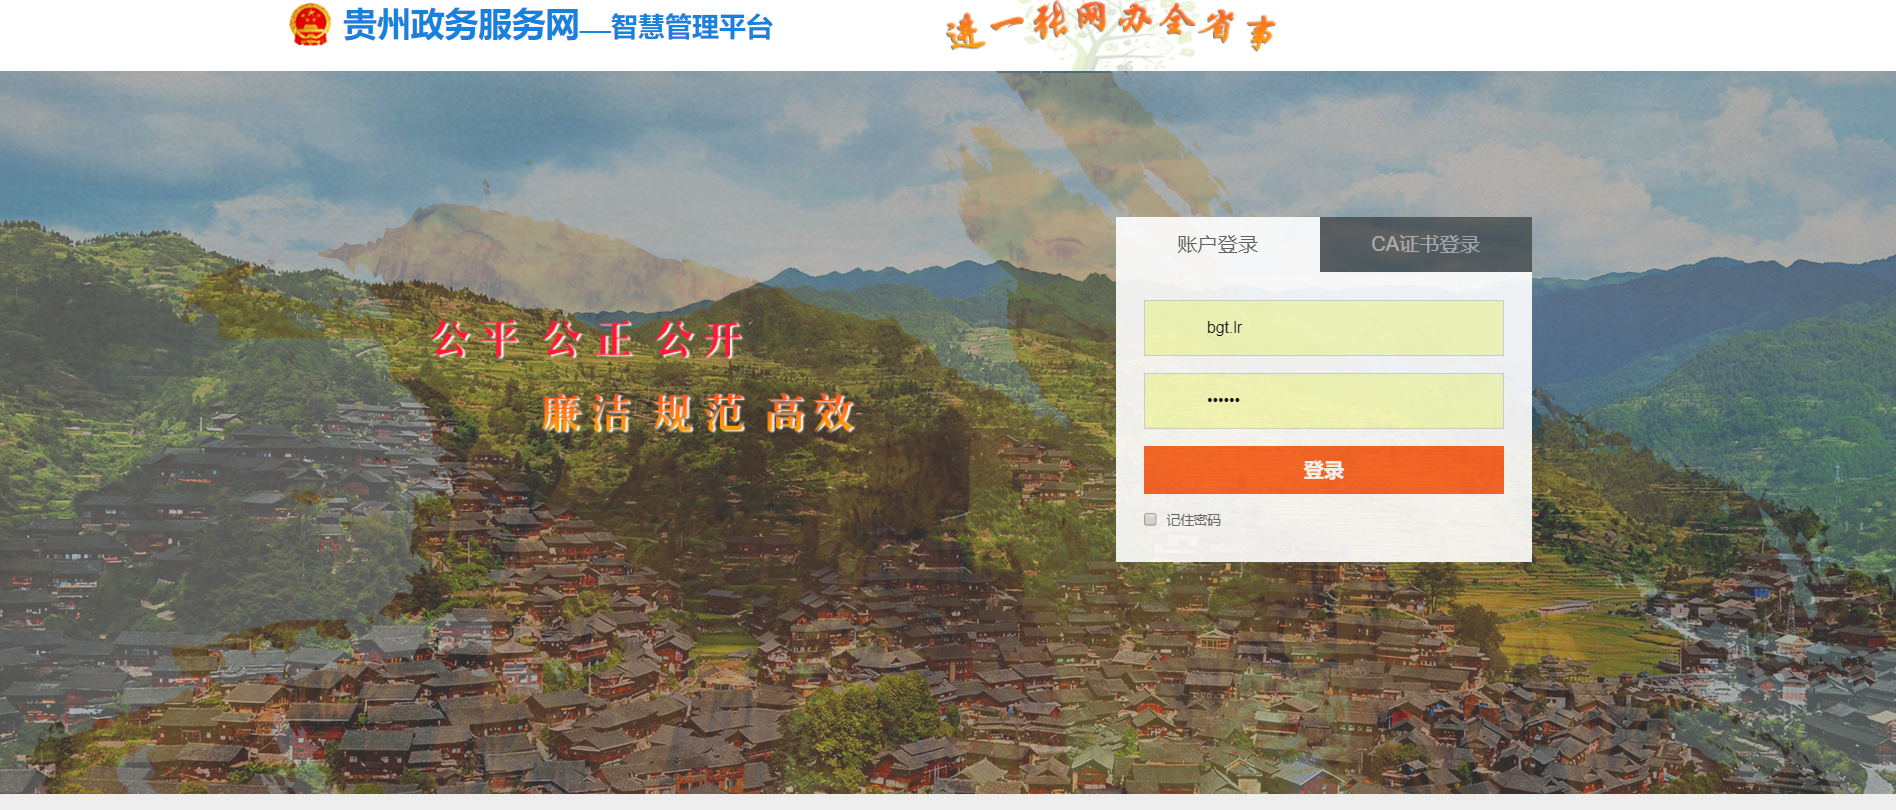 贵州政务服务网—智慧管理平台
进一张网办全省事
账户登录
CA证书登录
公平 公正 公开
廉洁 规范 高效
bgt.lr
••••••
登录
记住密码